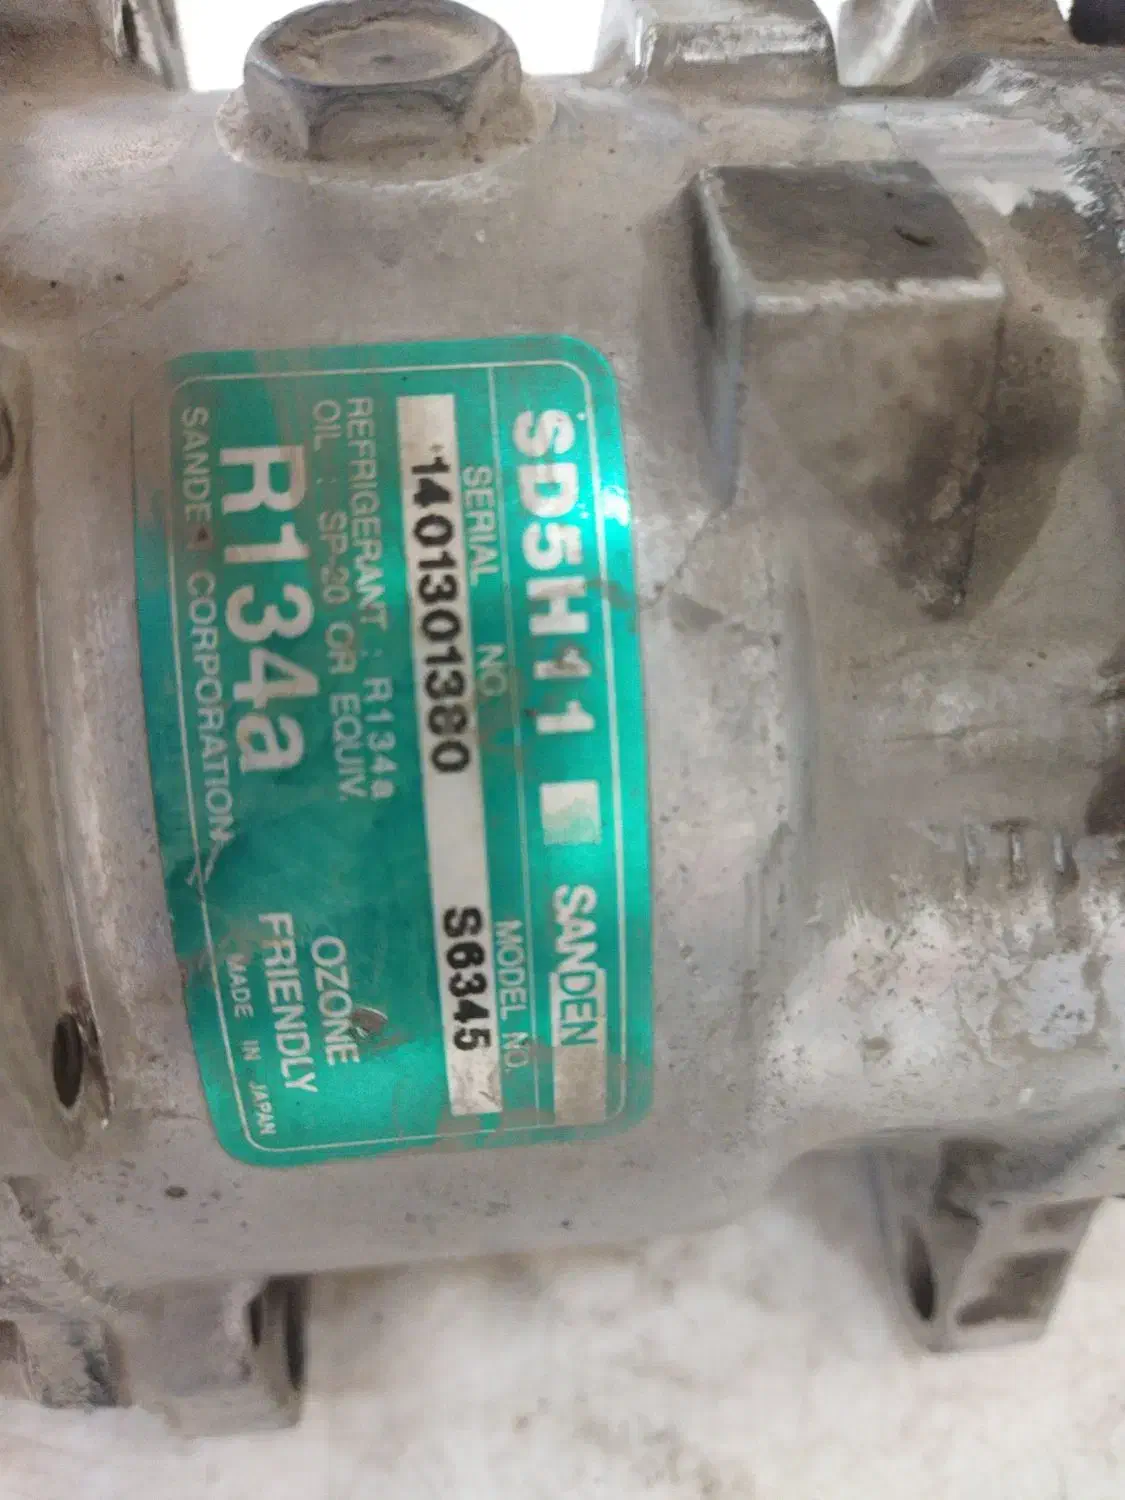 SD5H11 SANDEN
SERIAL NO. MODEL NO.
1401301380 S6345
REFRIGERANT : R134a
OIL : SP-20 OR EQUIV.
OZONE
FRIENDLY
R134a
MADE IN JAPAN
SANDEN CORPORATION